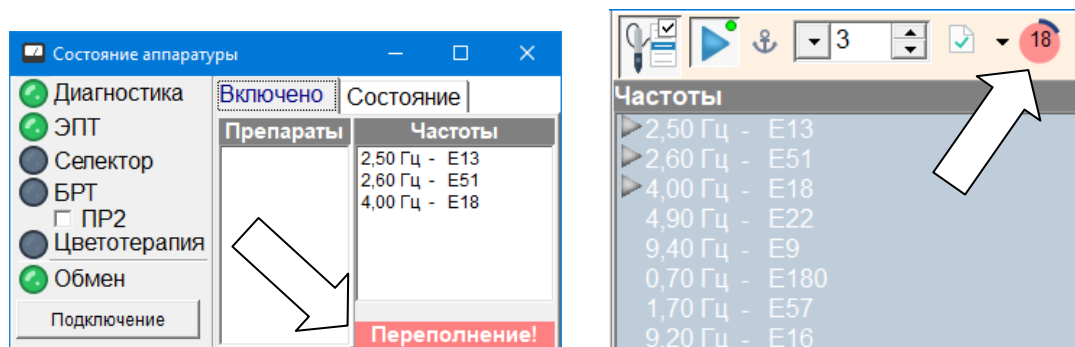 Состояние аппаратуры
Диагностика
ЭПТ
Селектор
БРТ
ПР2
Цветотерапия
Обмен
Подключение
Включено
Состояние
Препараты
Частоты
2,50 Гц - E13
2,60 Гц - E51
4,00 Гц - E18
Переполнение!
3
18
Частоты
2,50 Гц - E13
2,60 Гц - E51
4,00 Гц - E18
4,90 Гц - E22
9,40 Гц - E9
0,70 Гц - E180
1,70 Гц - E57
9,20 Гц - E16